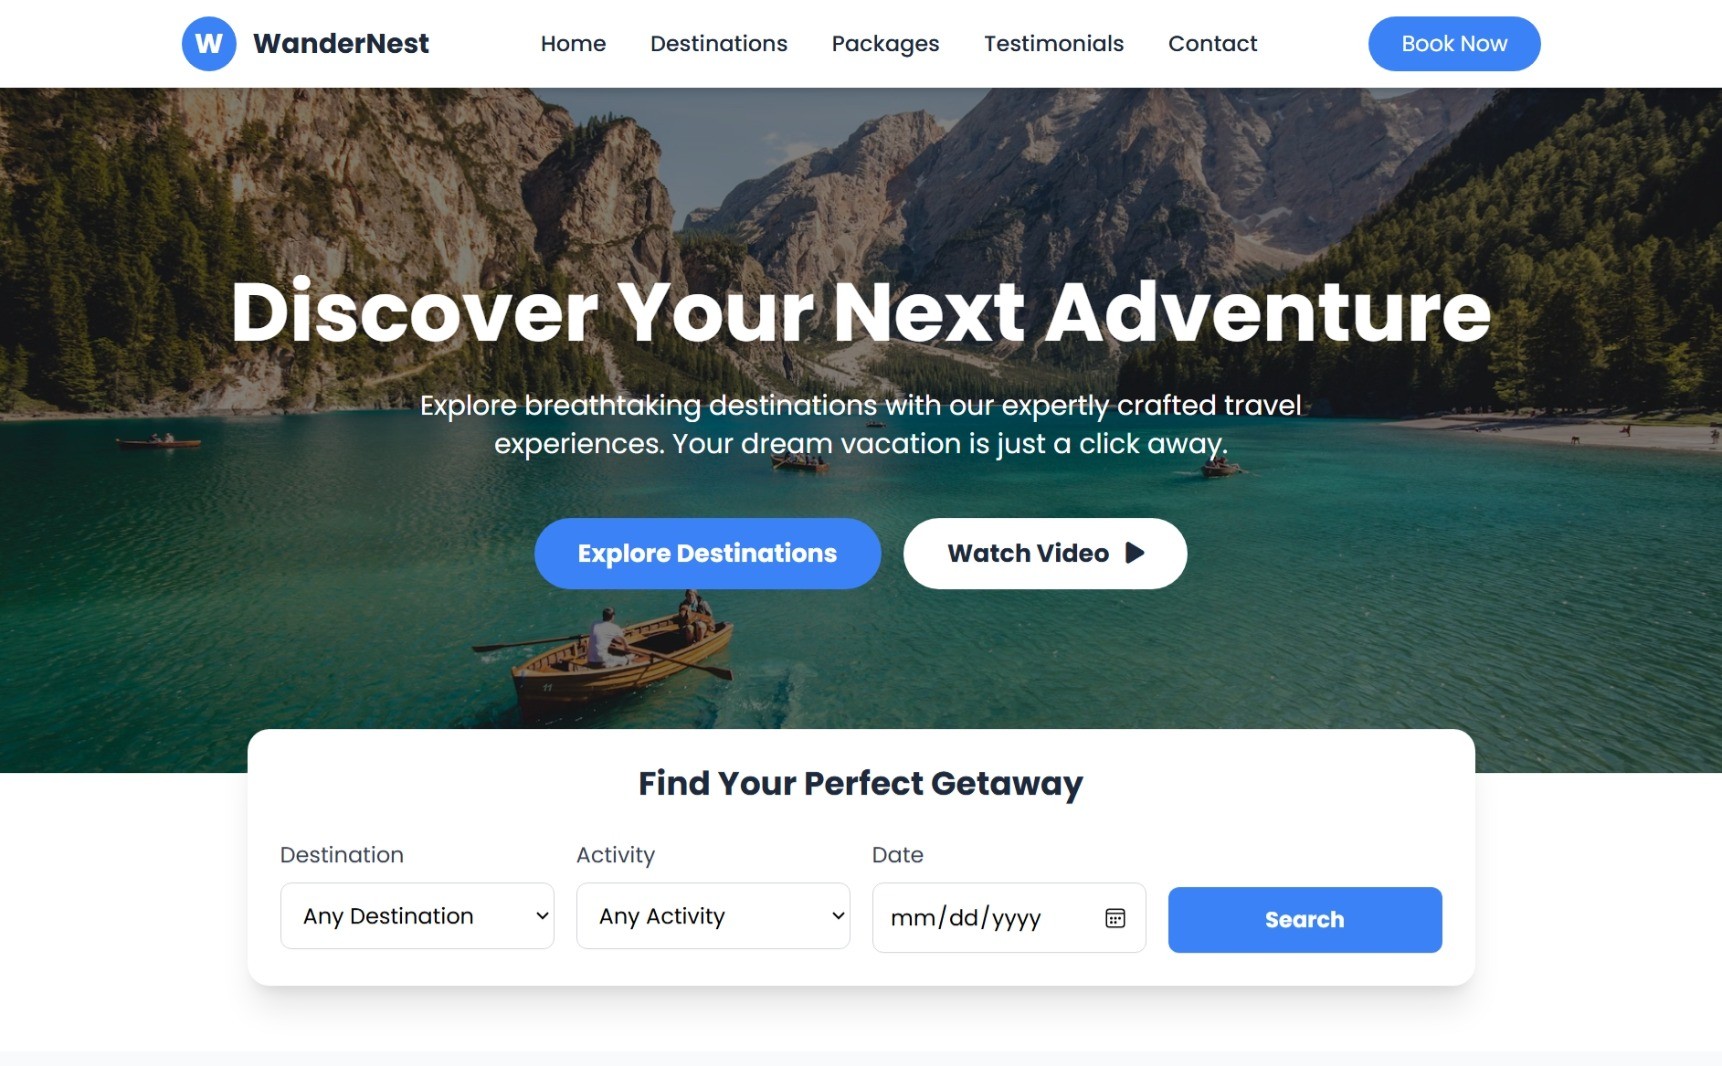 W WanderNest Home Destinations Packages Testimonials Contact Book Now
Discover Your Next Adventure
Explore breathtaking destinations with our expertly crafted travel
experiences. Your dream vacation is just a click away.
Explore Destinations Watch Video
11
Find Your Perfect Getaway
Destination Activity Date
Any Destination Any Activity mm/dd/yyyy Search